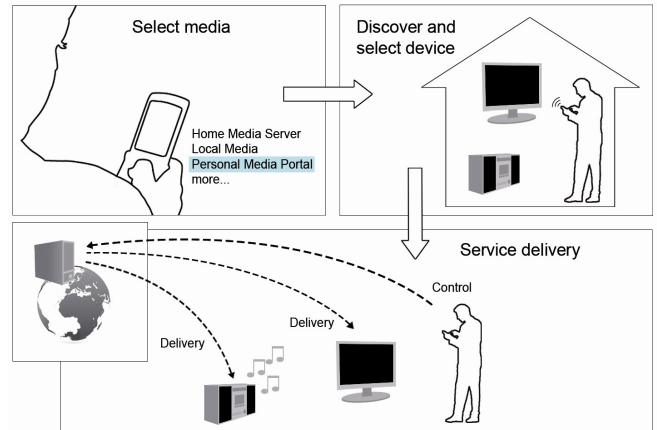 Select media
Home Media Server
Local Media
Personal Media Portal
more...
Discover and
select device
Service delivery
Control
Delivery
Delivery